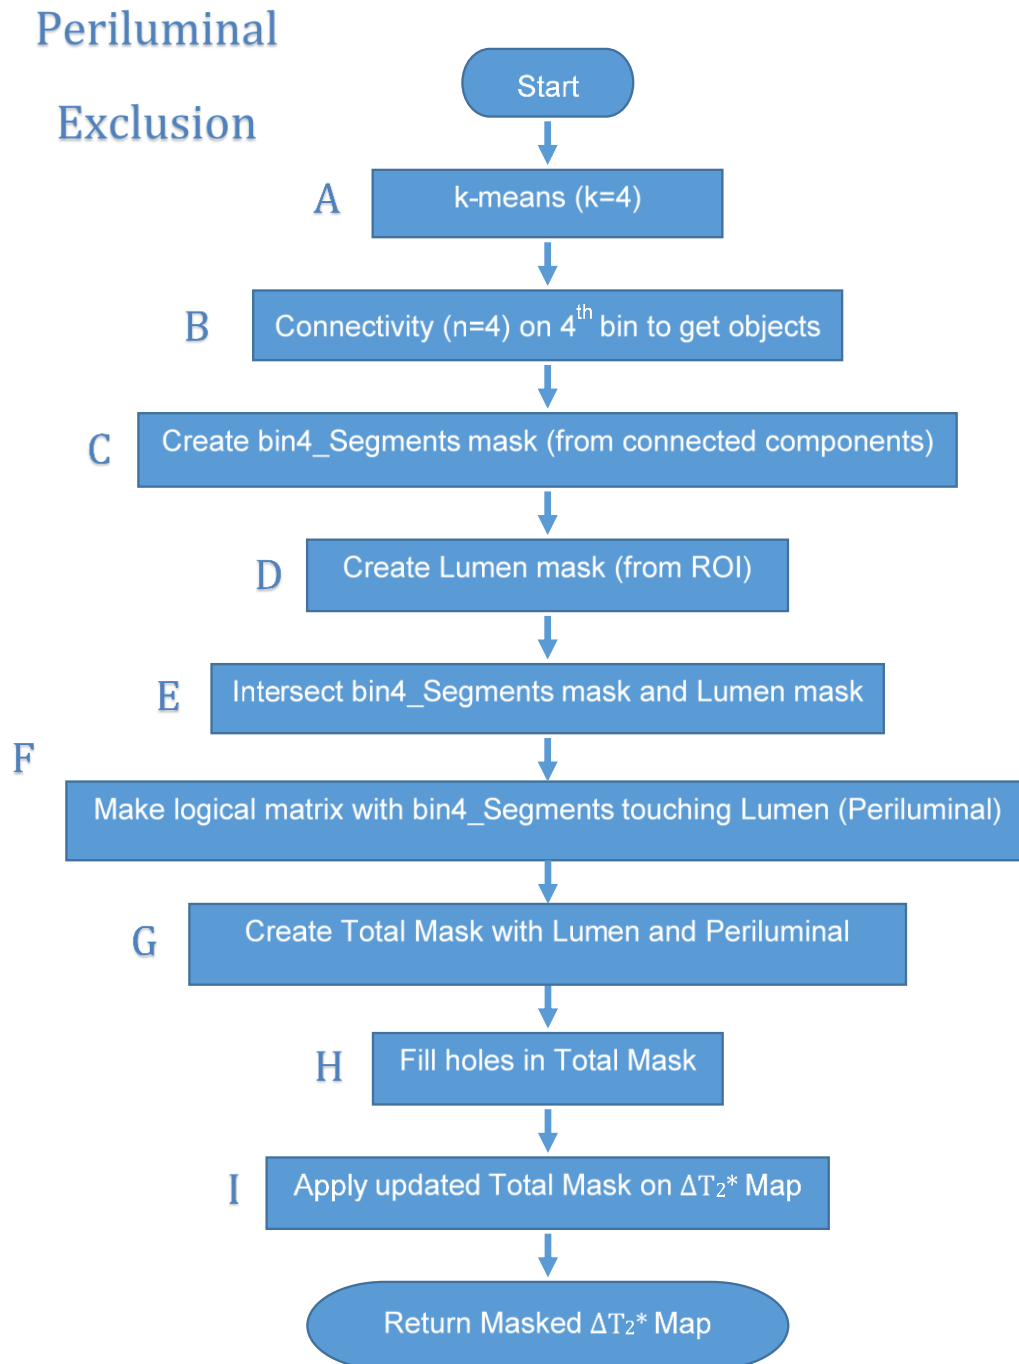 Periluminal
Exclusion
Start
A
k-means (k=4)
B
Connectivity (n=4) on 4th bin to get objects
C
Create bin4_Segments mask (from connected components)
D
Create Lumen mask (from ROI)
E
Intersect bin4_Segments mask and Lumen mask
F
Make logical matrix with bin4_Segments touching Lumen (Periluminal)
G
Create Total Mask with Lumen and Periluminal
H
Fill holes in Total Mask
I
Apply updated Total Mask on ΔT₂* Map
Return Masked ΔT₂* Map